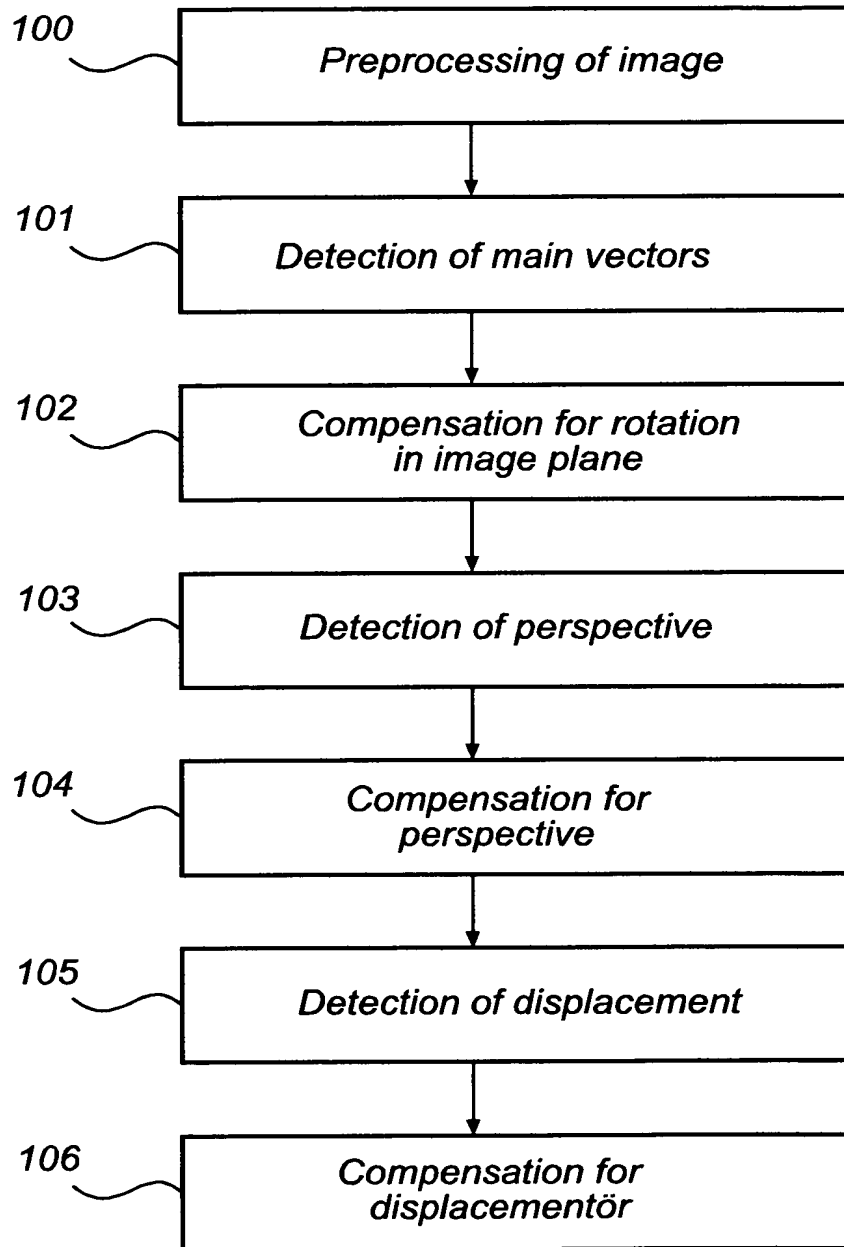 100
Preprocessing of image
101
Detection of main vectors
102
Compensation for rotation
in image plane
103
Detection of perspective
104
Compensation for
perspective
105
Detection of displacement
106
Compensation for
displacementör